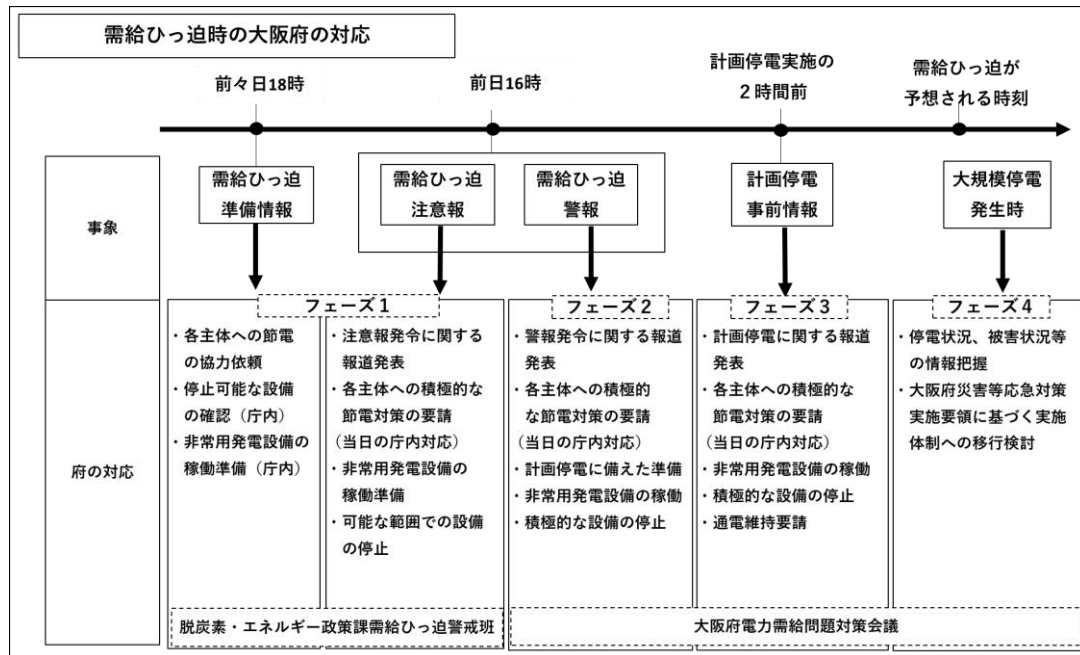 需給ひっ迫時の大阪府の対応
前々日18時
前日16時
計画停電実施の
２時間前
需給ひっ迫が
予想される時刻
事象
需給ひっ迫
準備情報
需給ひっ迫
注意報
需給ひっ迫
警報
計画停電
事前情報
大規模停電
発生時
府の対応
フェーズ１
・各主体への節電
の協力依頼
・停止可能な設備
の確認（庁内）
・非常用発電設備の
稼働準備（庁内）
・注意報発令に関する
報道発表
・各主体への積極的な
節電対策の要請
（当日の庁内対応）
・非常用発電設備の
稼働準備
・可能な範囲での設備
の停止
フェーズ２
・警報発令に関する報道
発表
・各主体への積極的
な節電対策の要請
（当日の庁内対応）
・計画停電に備えた準備
・非常用発電設備の稼働
・積極的な設備の停止
フェーズ３
・計画停電に関する報道
発表
・各主体への積極的な
節電対策の要請
（当日の庁内対応）
・非常用発電設備の稼働
・積極的な設備の停止
・通電維持要請
フェーズ４
・停電状況、被害状況等
の情報把握
・大阪府災害等応急対策
実施要領に基づく実施
体制への移行検討
脱炭素・エネルギー政策課需給ひっ迫警戒班
大阪府電力需給問題対策会議